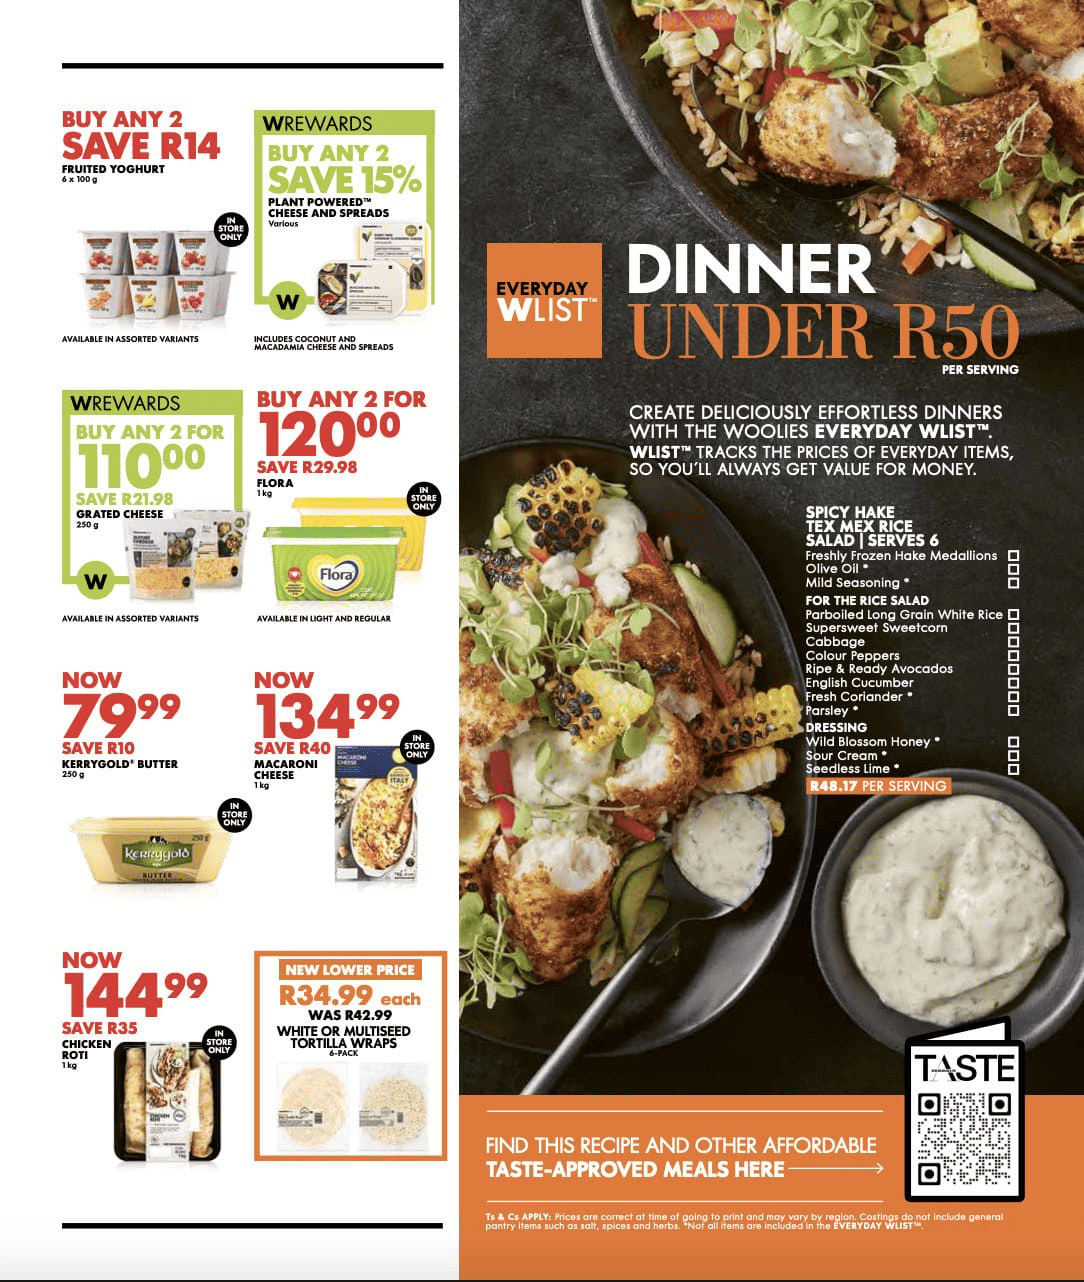 BUY ANY 2
SAVE R14
FRUITED YOGHURT
6 x 100 g
IN
STORE
ONLY
AVAILABLE IN ASSORTED VARIANTS
WREWARDS
BUY ANY 2
SAVE 15%
PLANT POWERED™
CHEESE AND SPREADS
Various
W
INCLUDES COCONUT AND
MACADAMIA CHEESE AND SPREADS
WREWARDS
BUY ANY 2 FOR
110⁰⁰
SAVE R21.98
GRATED CHEESE
250 g
W
AVAILABLE IN ASSORTED VARIANTS
BUY ANY 2 FOR
120⁰⁰
SAVE R29.98
FLORA
1 kg
IN
STORE
ONLY
Flora
AVAILABLE IN LIGHT AND REGULAR
NOW
79⁹⁹
SAVE R10
KERRYGOLD® BUTTER
250 g
IN
STORE
ONLY
250 g
Kerrygold
BUTTER
NOW
134⁹⁹
SAVE R40
MACARONI
CHEESE
1 kg
IN
STORE
ONLY
MACARONI
CHEESE
ITALY
NOW
144⁹⁹
SAVE R35
CHICKEN
ROTI
1 kg
IN
STORE
ONLY
CHICKEN
ROTI
NEW LOWER PRICE
R34.99 each
WAS R42.99
WHITE OR MULTISEED
TORTILLA WRAPS
6-PACK
EVERYDAY
WLIST™
DINNER
UNDER R50
PER SERVING
CREATE DELICIOUSLY EFFORTLESS DINNERS
WITH THE WOOLIES EVERYDAY WLIST™.
WLIST™ TRACKS THE PRICES OF EVERYDAY ITEMS,
SO YOU'LL ALWAYS GET VALUE FOR MONEY.
SPICY HAKE
TEX MEX RICE
SALAD | SERVES 6
Freshly Frozen Hake Medallions
Olive Oil *
Mild Seasoning *
FOR THE RICE SALAD
Parboiled Long Grain White Rice
Supersweet Sweetcorn
Cabbage
Colour Peppers
Ripe & Ready Avocados
English Cucumber
Fresh Coriander *
Parsley *
DRESSING
Wild Blossom Honey *
Sour Cream *
Seedless Lime *
R48.17 PER SERVING
TASTE
FIND THIS RECIPE AND OTHER AFFORDABLE
TASTE-APPROVED MEALS HERE
Ts & Cs APPLY: Prices are correct at time of going to print and may vary by region. Costings do not include general
pantry items such as salt, spices and herbs. *Not all items are included in the EVERYDAY WLIST™.